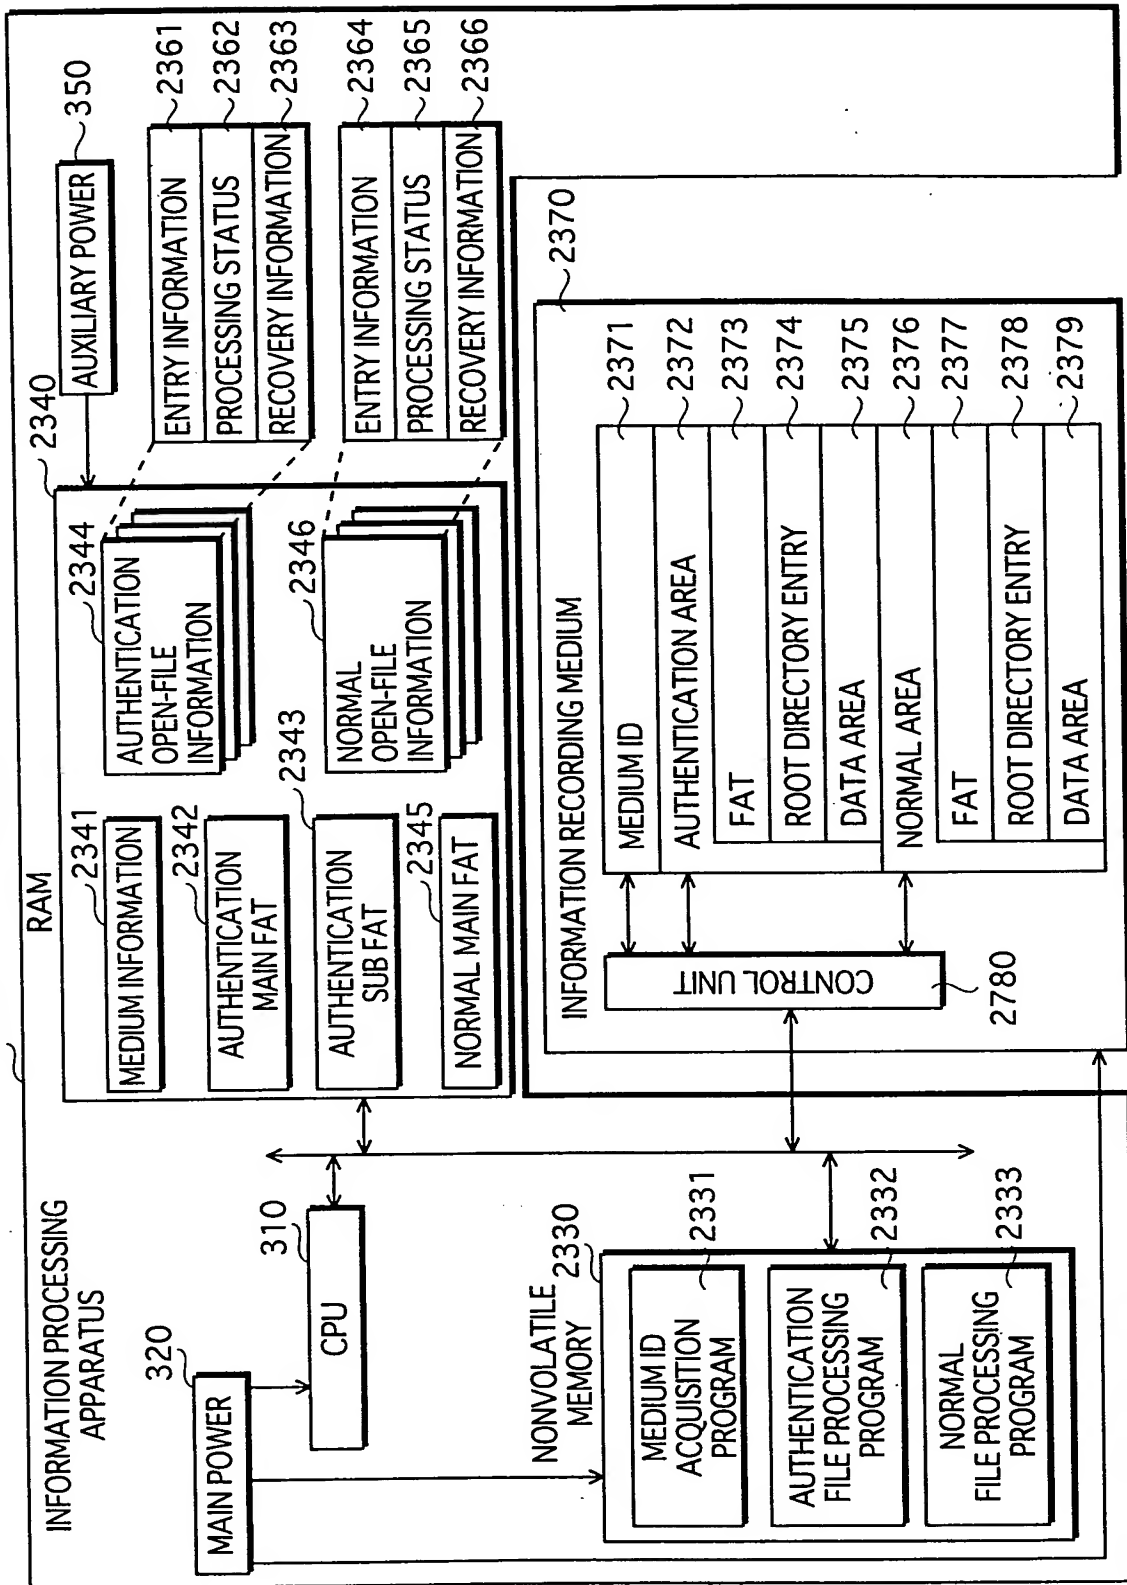 INFORMATION PROCESSING
APPARATUS
320
MAIN POWER
310
CPU
NONVOLATILE
MEMORY
2330
MEDIUM ID
ACQUISITION
PROGRAM
2331
AUTHENTICATION
FILE PROCESSING
PROGRAM
2332
NORMAL
FILE PROCESSING
PROGRAM
2333
RAM
2340
MEDIUM INFORMATION
2341
AUTHENTICATION
MAIN FAT
2342
AUTHENTICATION
SUB FAT
2343
NORMAL MAIN FAT
2345
AUTHENTICATION
OPEN-FILE
INFORMATION
2344
NORMAL
OPEN-FILE
INFORMATION
2346
AUXILIARY POWER
350
ENTRY INFORMATION
2361
PROCESSING STATUS
2362
RECOVERY INFORMATION
2363
ENTRY INFORMATION
2364
PROCESSING STATUS
2365
RECOVERY INFORMATION
2366
INFORMATION RECORDING MEDIUM
2370
CONTROL UNIT
2780
MEDIUM ID
2371
AUTHENTICATION AREA
2372
FAT
2373
ROOT DIRECTORY ENTRY
2374
DATA AREA
2375
NORMAL AREA
2376
FAT
2377
ROOT DIRECTORY ENTRY
2378
DATA AREA
2379